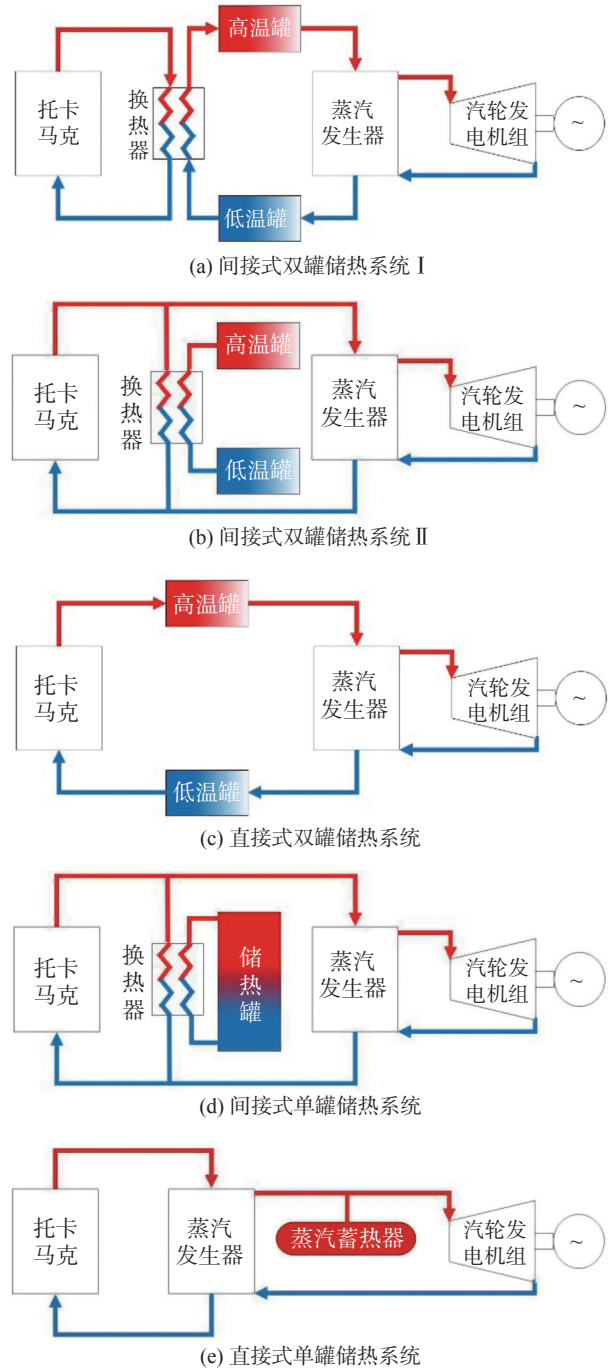 高温罐
托卡
马克
换
热
器
蒸汽
发生器
汽轮发
电机组
~
低温罐
(a) 间接式双罐储热系统Ⅰ
高温罐
托卡
马克
换
热
器
蒸汽
发生器
汽轮发
电机组
~
低温罐
(b) 间接式双罐储热系统Ⅱ
高温罐
托卡
马克
蒸汽
发生器
汽轮发
电机组
~
低温罐
(c) 直接式双罐储热系统
托卡
马克
换
热
器
储
热
罐
蒸汽
发生器
汽轮发
电机组
~
(d) 间接式单罐储热系统
托卡
马克
蒸汽
发生器
蒸汽蓄热器
汽轮发
电机组
~
(e) 直接式单罐储热系统